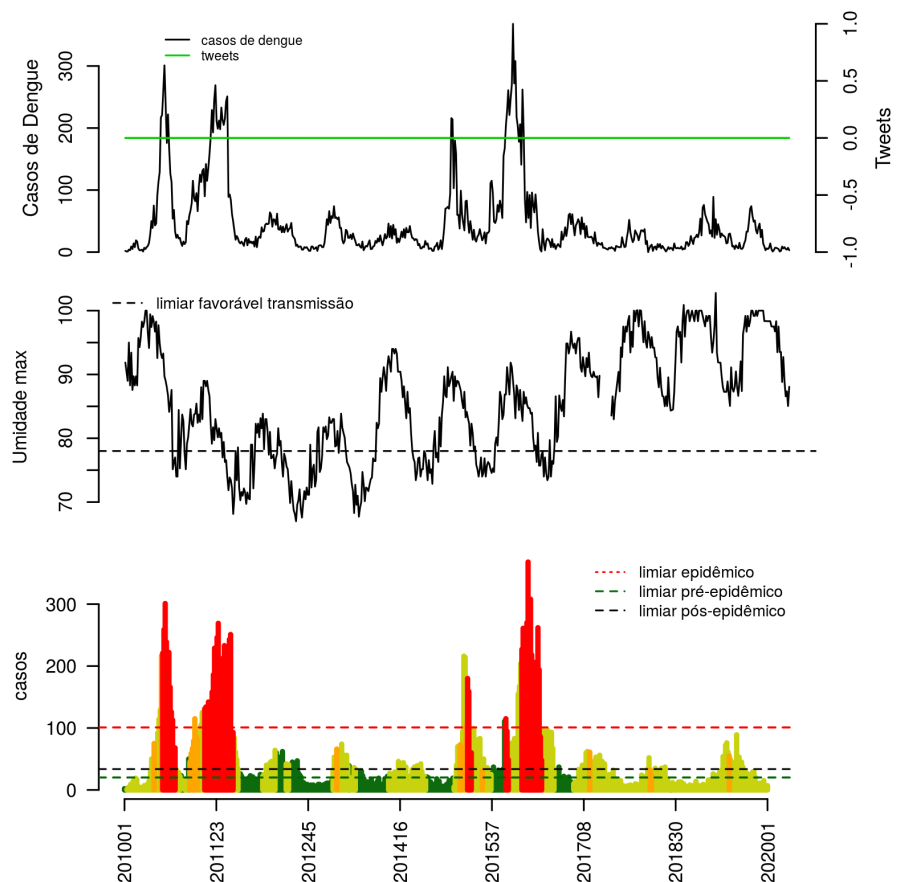 casos de dengue
tweets
Casos de Dengue
0
100
200
300
Tweets
-1.0
-0.5
0.0
0.5
1.0
limiar favorável transmissão
Umidade max
70
80
90
100
limiar epidêmico
limiar pré-epidêmico
limiar pós-epidêmico
casos
0
100
200
300
201001
201123
201245
201416
201537
201708
201830
202001